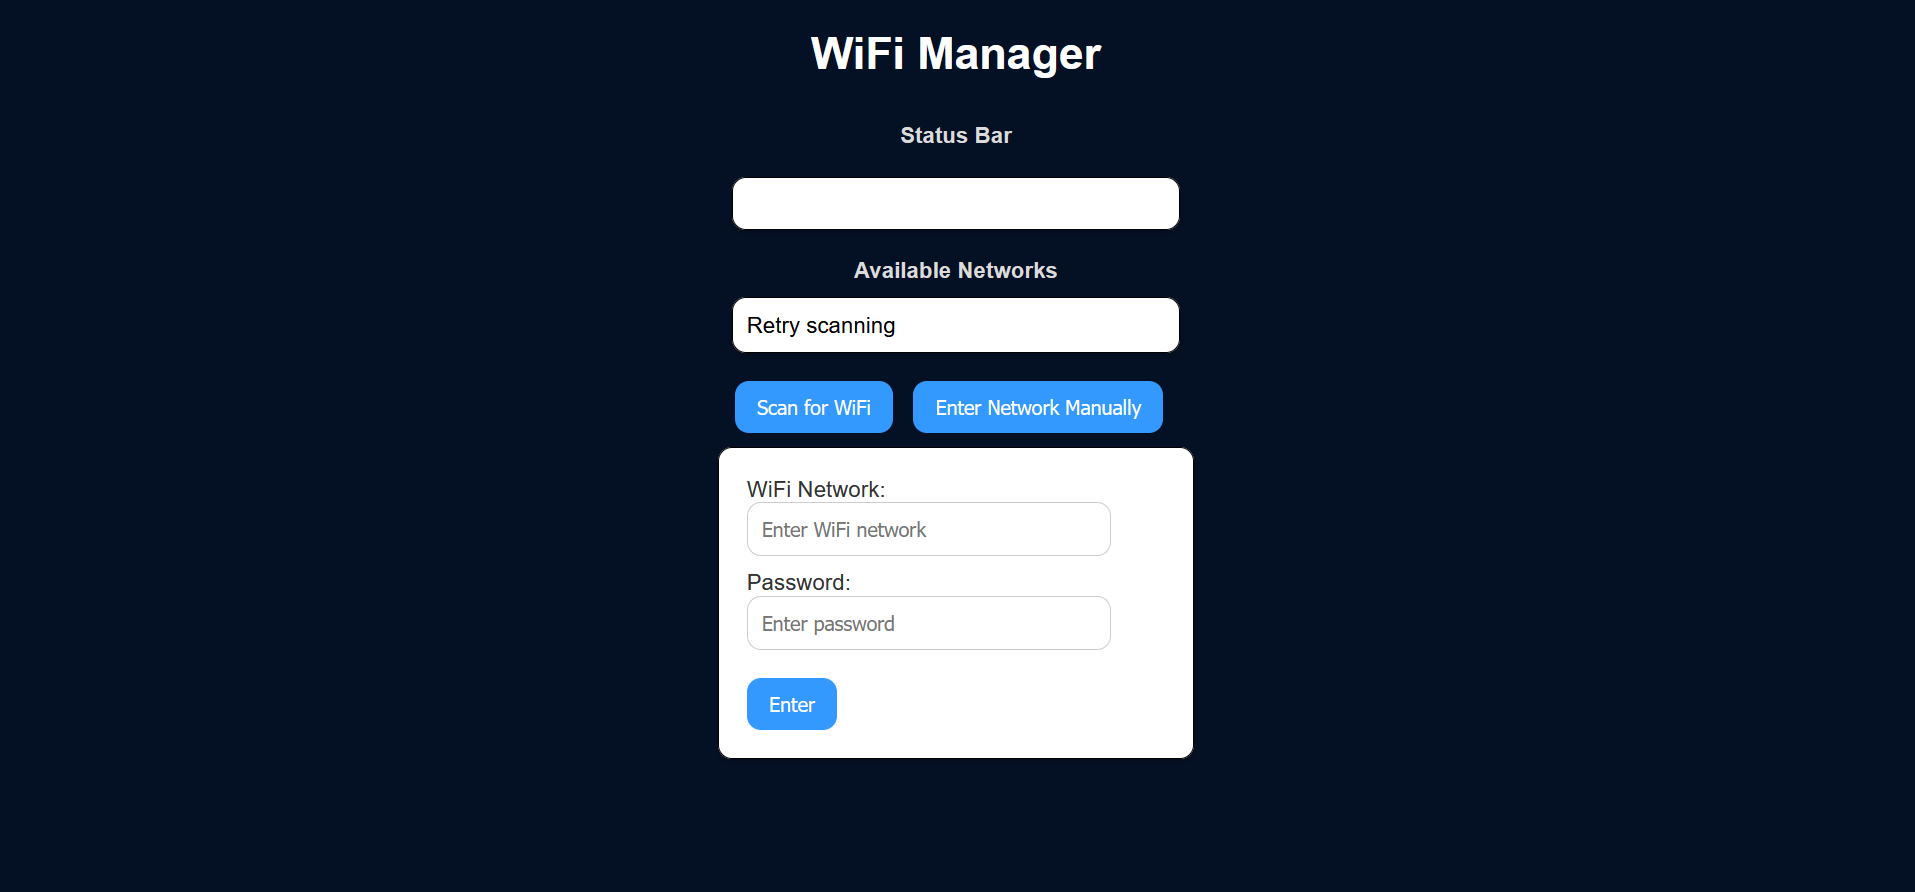 WiFi Manager
Status Bar
Available Networks
Retry scanning
Scan for WiFi
Enter Network Manually
WiFi Network:
Enter WiFi network
Password:
Enter password
Enter